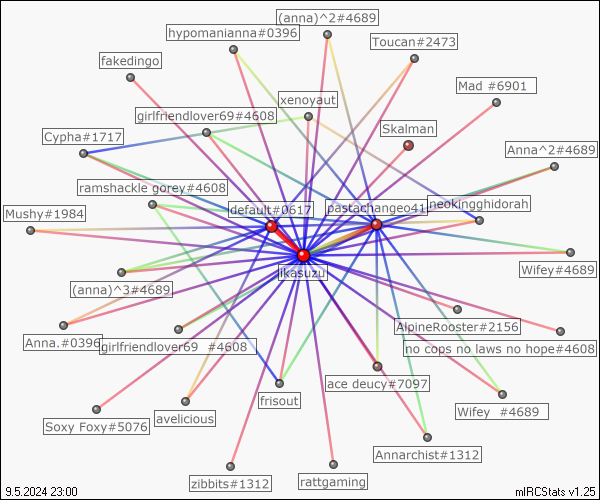 (anna)^2#4689
hypomanianna#0396
Toucan#2473
fakedingo
Mad #6901
xenoyaut
girlfriendlover69#4608
Skalman
Cypha#1717
Anna^2#4689
ramshackle gorey#4608
default#0617
pastachangeo41
neokingghidorah
Mushy#1984
Wifey#4689
ikasuzu
(anna)^3#4689
AlpineRooster#2156
Anna.#0396
girlfriendlover69 #4608
no cops no laws no hope#4608
ace deucy#7097
frisout
Wifey #4689
avelicious
Soxy Foxy#5076
Annarchist#1312
zibbits#1312
rattgaming
9.5.2024 23:00
mIRCStats v1.25